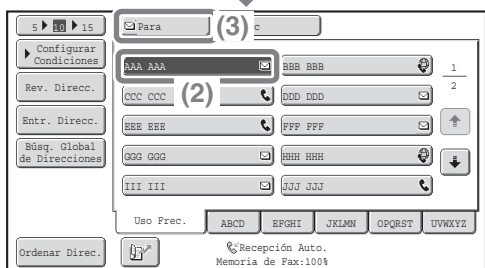 5 10 15
Para
(3)
c
Configurar
Condiciones
AAA AAA
BBB BBB
1
2
Rev. Direcc.
CCC CCC
(2)
DDD DDD
Entr. Direcc.
EEE EEE
FFF FFF
Búsq. Global
de Direcciones
GGG GGG
HHH HHH
III III
JJJ JJJ
Uso Frec.
ABCD
EFGHI
JKLMN
OPQRST
UVWXYZ
Ordenar Direc.
Recepción Auto.
Memoria de Fax:100%